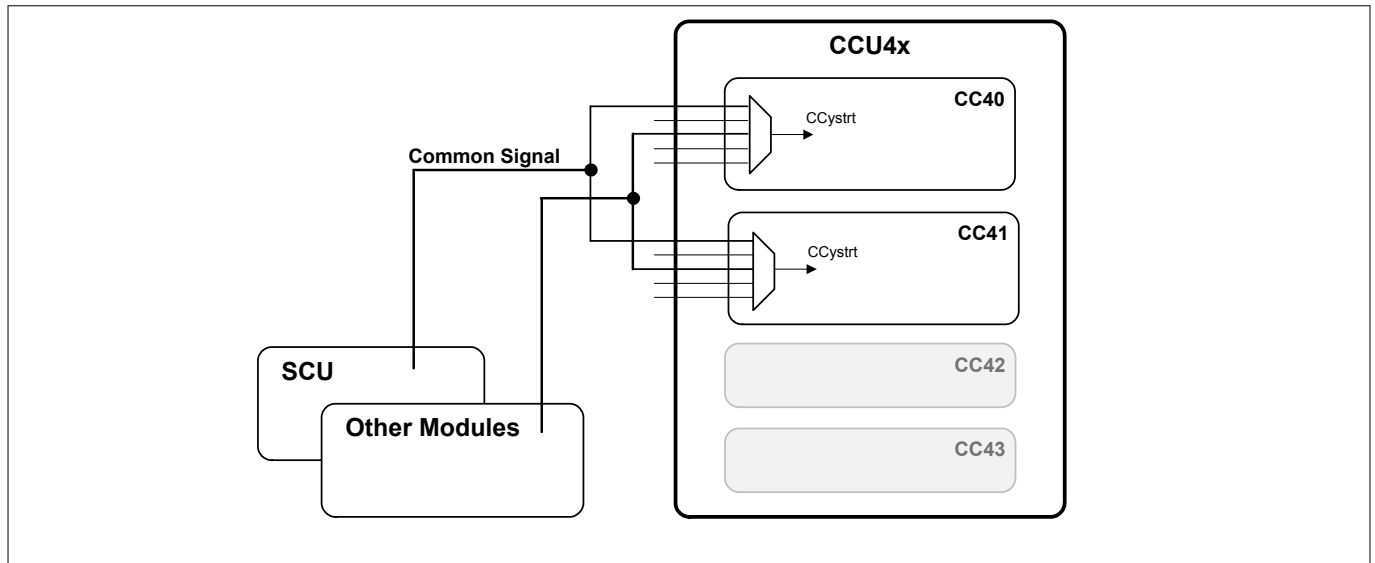 CCU4x
CC40
CCystrt
Common Signal
CC41
CCystrt
SCU
CC42
Other Modules
CC43